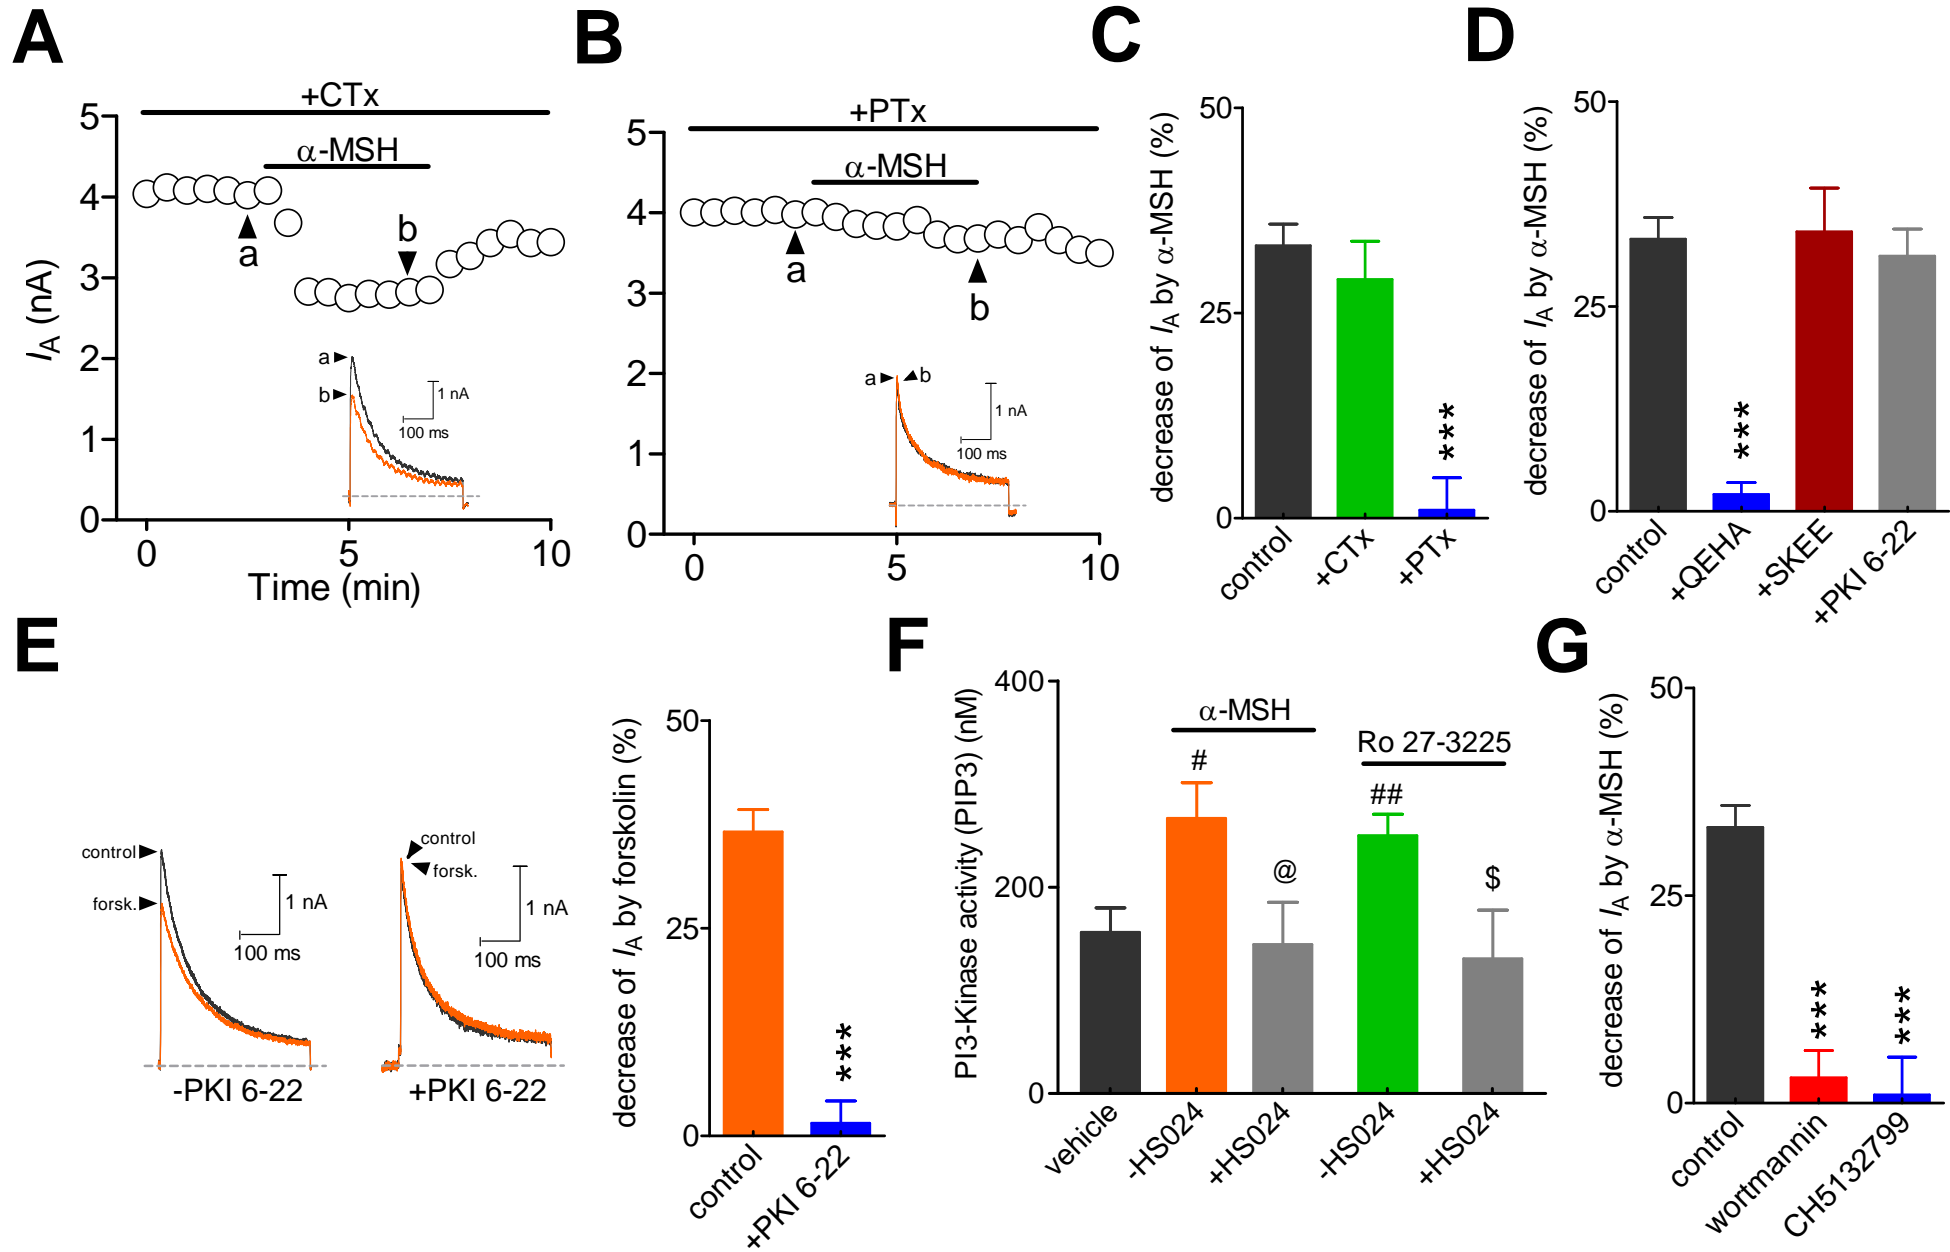 A
+CTx
α-MSH
5
4
3
2
1
0
IA (nA)
a
b
a
b
1 nA
100 ms
0
5
10
Time (min)
B
+PTx
α-MSH
5
4
3
2
1
0
a
b
a
b
1 nA
100 ms
0
5
10
C
decrease of IA by α-MSH (%)
50
25
0
***
control
+CTx
+PTx
D
decrease of IA by α-MSH (%)
50
25
0
***
control
+QEHA
+SKEE
+PKI 6-22
E
control
forsk.
1 nA
100 ms
-PKI 6-22
control
forsk.
1 nA
100 ms
+PKI 6-22
decrease of IA by forskolin (%)
50
25
0
***
control
+PKI 6-22
F
PI3-Kinase activity (PIP3) (nM)
400
200
0
α-MSH
Ro 27-3225
#
@
##
$
vehicle
-HS024
+HS024
-HS024
+HS024
G
decrease of IA by α-MSH (%)
50
25
0
***
***
control
wortmannin
CH5132799